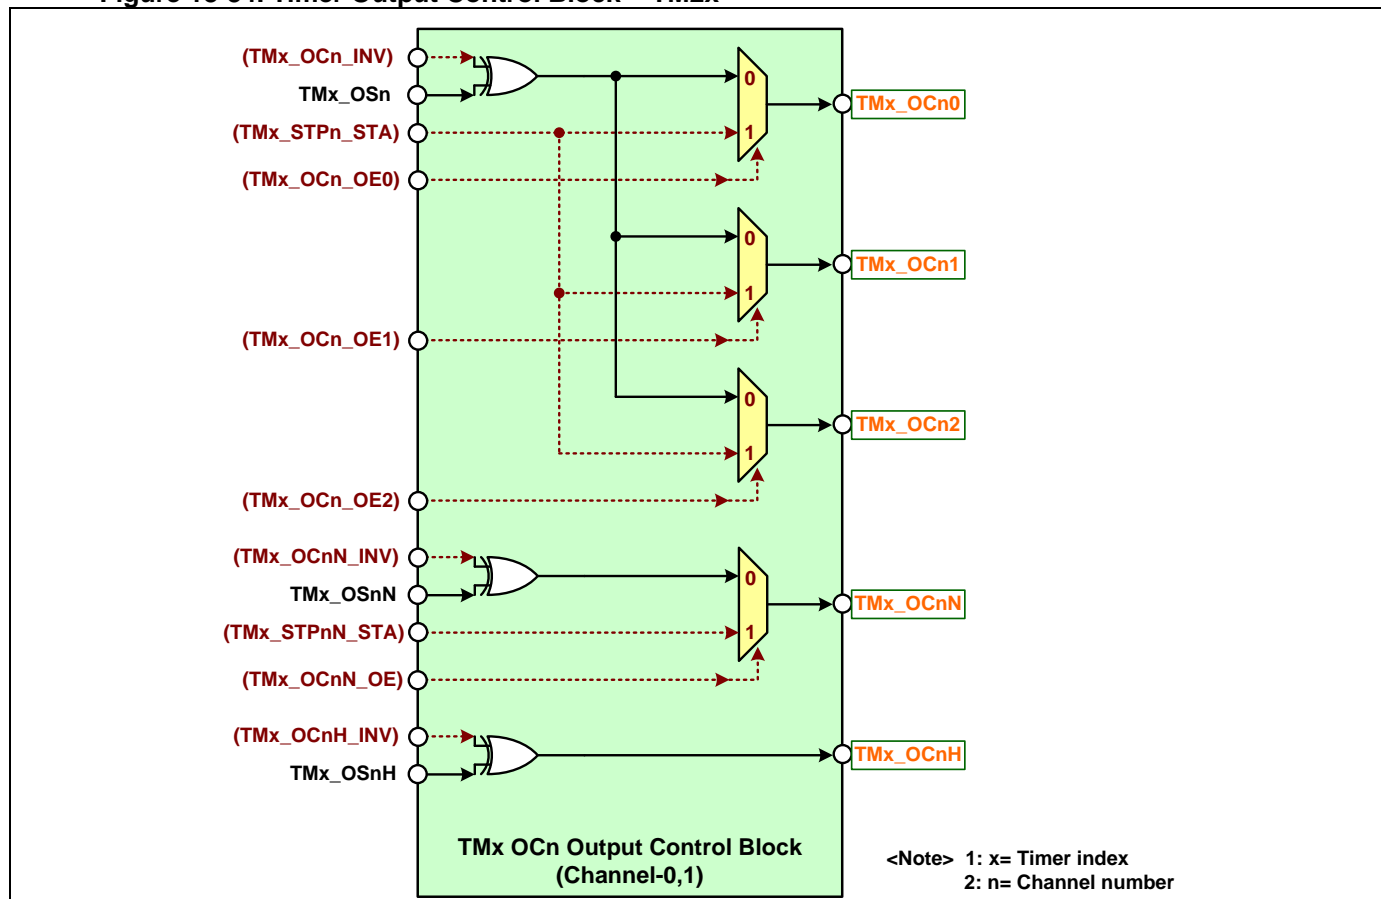 (TMx_OCn_INV)
TMx_OSn
0
TMx_OCn0
(TMx_STPn_STA)
1
(TMx_OCn_OE0)
0
TMx_OCn1
1
(TMx_OCn_OE1)
0
TMx_OCn2
1
(TMx_OCn_OE2)
(TMx_OCnN_INV)
TMx_OSnN
0
TMx_OCnN
(TMx_STPnN_STA)
1
(TMx_OCnN_OE)
(TMx_OCnH_INV)
TMx_OSnH
TMx_OCnH
TMx OCn Output Control Block
(Channel-0,1)
<Note> 1: x= Timer index
2: n= Channel number